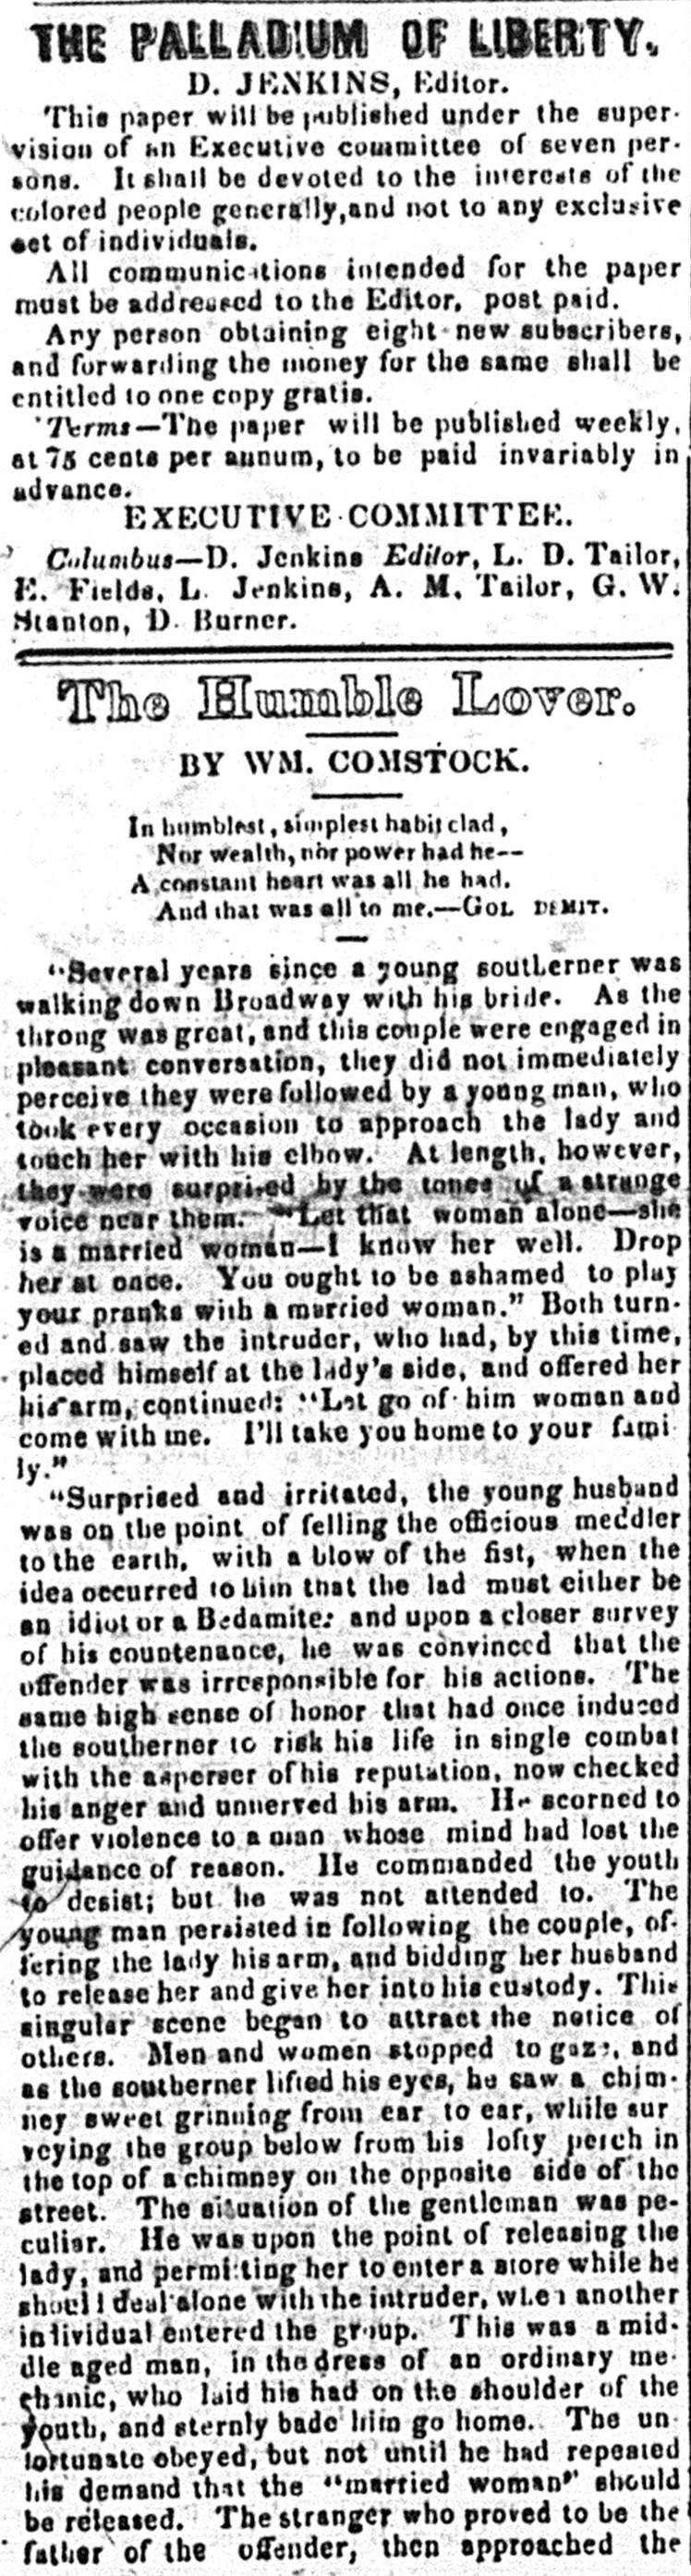 THE PALLADIUM OF LIBERTY.
D. JENKINS, Editor.
This paper will be published under the super-
vision of an Executive committee of seven per-
sons. It shall be devoted to the interests of the
colored people generally,and not to any exclusive
set of individuals.
All communications intended for the paper
must be addressed to the Editor, post paid.
Any person obtaining eight new subscribers,
and forwarding the money for the same shall be
entitled to one copy gratis.
Terms—The paper will be published weekly,
at 75 cents per annum, to be paid invariably in
advance.
EXECUTIVE COMMITTEE.
Columbus—D. Jenkins Editor, L. D. Tailor,
E. Fields, L. Jenkins, A. M. Tailor, G. W.
Stanton, D. Burner.
The Humble Lover.
BY WM. COMSTOCK.
In humblest, simplest habit clad,
Nor wealth, nor power had he--
A constant heart was all he had.
And that was all to me.—GOL DEMIT.
"Several years since a young southerner was
walking down Broadway with his bride. As the
throng was great, and this couple were engaged in
pleasant conversation, they did not immediately
perceive they were followed by a young man, who
took every occasion to approach the lady and
touch her with his elbow. At length, however,
they were surprised by the tones of a strange
voice near them. "Let that woman alone—she
is a married woman—I know her well. Drop
her at once. You ought to be ashamed to play
your pranks with a married woman." Both turn-
ed and saw the intruder, who had, by this time,
placed himself at the lady's side, and offered her
his arm, continued: "Let go of him woman and
come with me. I'll take you home to your fami
ly."
"Surprised and irritated, the young husband
was on the point of felling the officious meddler
to the earth, with a blow of the fist, when the
idea occurred to him that the lad must either be
an idiot or a Bedamite: and upon a closer survey
of his countenance, he was convinced that the
offender was irresponsible for his actions. The
same high sense of honor that had once induced
the southerner to risk his life in single combat
with the asperser of his reputation, now checked
his anger and unnerved his arm. He scorned to
offer violence to a man whose mind had lost the
guidance of reason. He commanded the youth
to desist; but he was not attended to. The
young man persisted in following the couple, of-
fering the lady his arm, and bidding her husband
to release her and give her into his custody. This
singular scene began to attract the notice of
others. Men and women stopped to gaze, and
as the southerner lifted his eyes, he saw a chim-
ney sweet grinning from ear to ear, while sur
veying the group below from his lofty perch in
the top of a chimney on the opposite side of the
street. The situation of the gentleman was pe-
culiar. He was upon the point of releasing the
lady, and permitting her to enter a store while he
should deal alone with the intruder, when another
individual entered the group. This was a mid-
dle aged man, in the dress of an ordinary me-
chanic, who laid his had on the shoulder of the
youth, and sternly bade him go home. The un-
fortunate obeyed, but not until he had repeated
his demand that the "married woman" should
be released. The stranger who proved to be the
father of the offender, then approached the